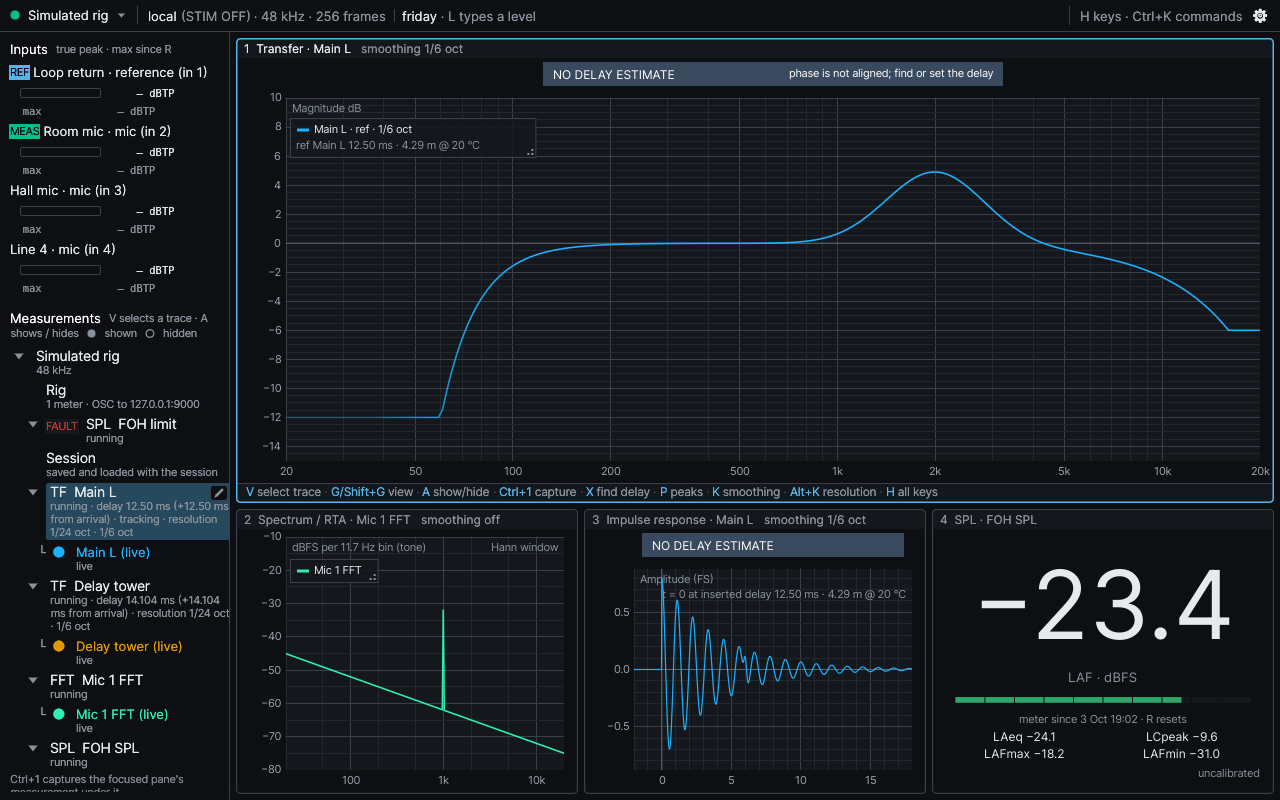 Simulated rig
local (STIM OFF) · 48 kHz · 256 frames
friday · L types a level
H keys · Ctrl+K commands
Inputs true peak · max since R
REF Loop return · reference (in 1)
– dBTP
max – dBTP
MEAS Room mic · mic (in 2)
– dBTP
max – dBTP
Hall mic · mic (in 3)
– dBTP
max – dBTP
Line 4 · mic (in 4)
– dBTP
max – dBTP
Measurements V selects a trace · A
shows / hides shown hidden
Simulated rig
48 kHz
Rig
1 meter · OSC to 127.0.0.1:9000
FAULT SPL FOH limit
running
Session
saved and loaded with the session
TF Main L
running · delay 12.50 ms (+12.50 ms
from arrival) · tracking · resolution
1/24 oct · 1/6 oct
Main L (live)
live
TF Delay tower
running · delay 14.104 ms (+14.104
ms from arrival) · resolution 1/24 oct
· 1/6 oct
Delay tower (live)
live
FFT Mic 1 FFT
running
Mic 1 FFT (live)
live
SPL FOH SPL
running
Ctrl+1 captures the focused pane's
measurement under it
1 Transfer · Main L smoothing 1/6 oct
NO DELAY ESTIMATE phase is not aligned; find or set the delay
Magnitude dB
Main L · ref · 1/6 oct
ref Main L 12.50 ms · 4.29 m @ 20 °C
10
8
6
4
2
0
−2
−4
−6
−8
−10
−12
−14
20 50 100 200 500 1k 2k 5k 10k 20k
V select trace · G/Shift+G view · A show/hide · Ctrl+1 capture · X find delay · P peaks · K smoothing · Alt+K resolution · H all keys
2 Spectrum / RTA · Mic 1 FFT smoothing off
dBFS per 11.7 Hz bin (tone) Hann window
Mic 1 FFT
−10
−20
−30
−40
−50
−60
−70
−80
100 1k 10k
3 Impulse response · Main L smoothing 1/6 oct
NO DELAY ESTIMATE
Amplitude (FS)
t = 0 at inserted delay 12.50 ms · 4.29 m @ 20 °C
0.5
0.0
−0.5
0 5 10 15
4 SPL · FOH SPL
−23.4
LAF · dBFS
meter since 3 Oct 19:02 · R resets
LAeq −24.1 LCpeak −9.6
LAFmax −18.2 LAFmin −31.0
uncalibrated